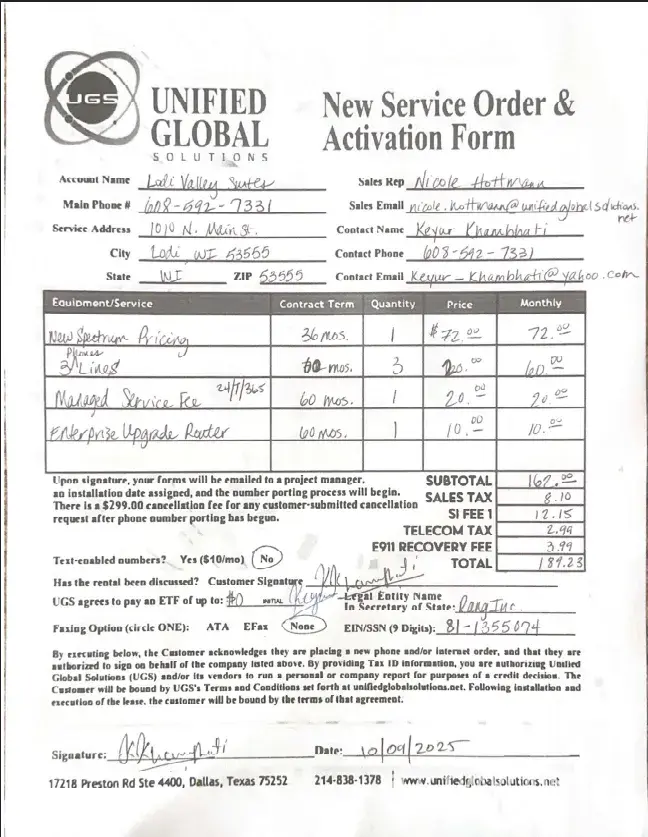 UGS
UNIFIED
GLOBAL
SOLUTIONS
New Service Order &
Activation Form
Account Name Lodi Valley Suites
Sales Rep Nicole Hoffmann
Main Phone # 608-592-7331
Sales Email nicole.hoffmann@unifiedglobalsolutions.net
Service Address 1010 N. Main St.
Contact Name Keyur Khambhati
City Lodi WI 53555
Contact Phone 608-592-7331
State WI ZIP 53555
Contact Email Keyur_Khambhati@yahoo.com
Equipment/Service Contract Term Quantity Price Monthly
New Spectrum Pricing 36 mos. 1 $72.00 72.00
Phones
3 Lines 60 mos. 3 20.00 60.00
Managed Service Fee 24/7/365 60 mos. 1 20.00 20.00
Enterprise Upgrade Router 60 mos. 1 10.00 10.00
Upon signature, your forms will be emailed to a project manager,
an installation date assigned, and the number porting process will begin.
There is a $299.00 cancellation fee for any customer-submitted cancellation
request after phone number porting has begun.
SUBTOTAL 162.00
SALES TAX 8.10
SI FEE 1 12.15
TELECOM TAX 2.99
E911 RECOVERY FEE 3.99
TOTAL 189.23
Text-enabled numbers? Yes ($10/mo) No
Has the rental been discussed? Customer Signature
UGS agrees to pay an ETF of up to: $0 INITIAL
Legal Entity Name
In Secretary of State: Rang Inc.
Faxing Option (circle ONE): ATA EFax None
EIN/SSN (9 Digits): 81-1355074
By executing below, the Customer acknowledges they are placing a new phone and/or internet order, and that they are
authorized to sign on behalf of the company listed above. By providing Tax ID information, you are authorizing Unified
Global Solutions (UGS) and/or its vendors to run a personal or company report for purposes of a credit decision. The
Customer will be bound by UGS's Terms and Conditions set forth at unifiedglobalsolutions.net. Following installation and
execution of the lease, the customer will be bound by the terms of that agreement.
Signature:
Date: 10/09/2025
17218 Preston Rd Ste 4400, Dallas, Texas 75252 214-838-1378 | www.unifiedglobalsolutions.net